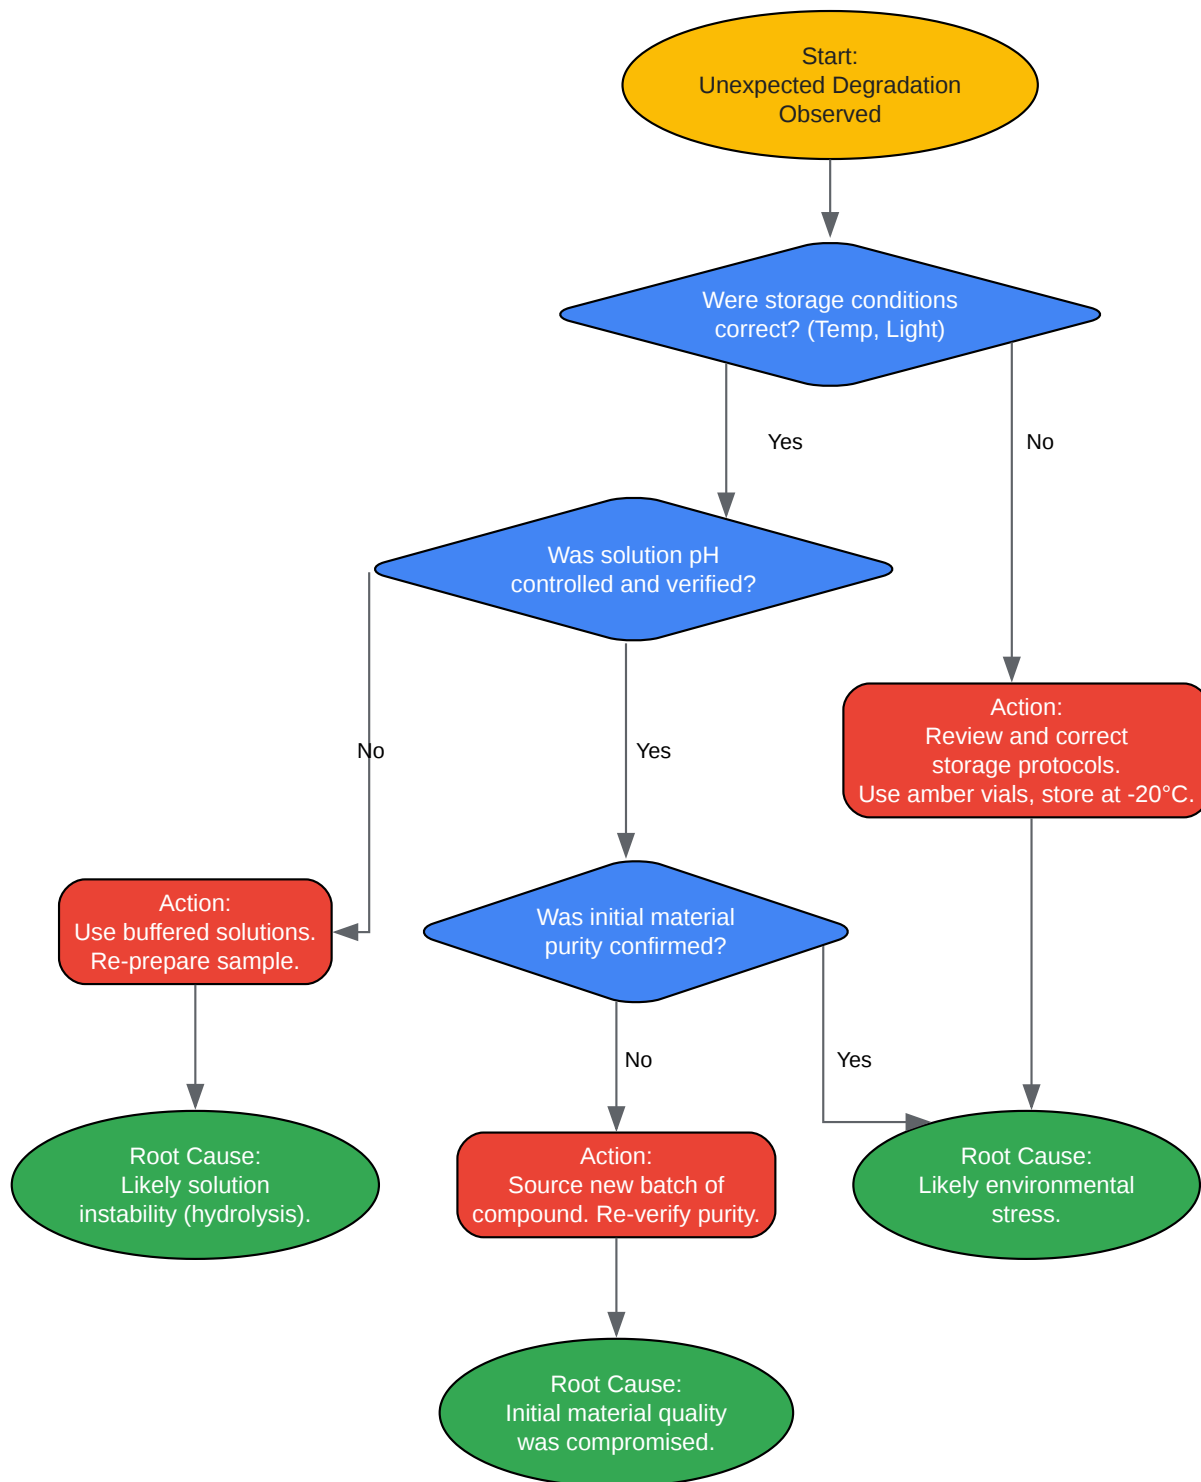 Start:
Unexpected Degradation
Observed
Were storage conditions
correct? (Temp, Light)
Yes
No
Was solution pH
controlled and verified?
No
Yes
Action:
Review and correct
storage protocols.
Use amber vials, store at -20°C.
Action:
Use buffered solutions.
Re-prepare sample.
Was initial material
purity confirmed?
No
Yes
Root Cause:
Likely solution
instability (hydrolysis).
Action:
Source new batch of
compound. Re-verify purity.
Root Cause:
Likely environmental
stress.
Root Cause:
Initial material quality
was compromised.